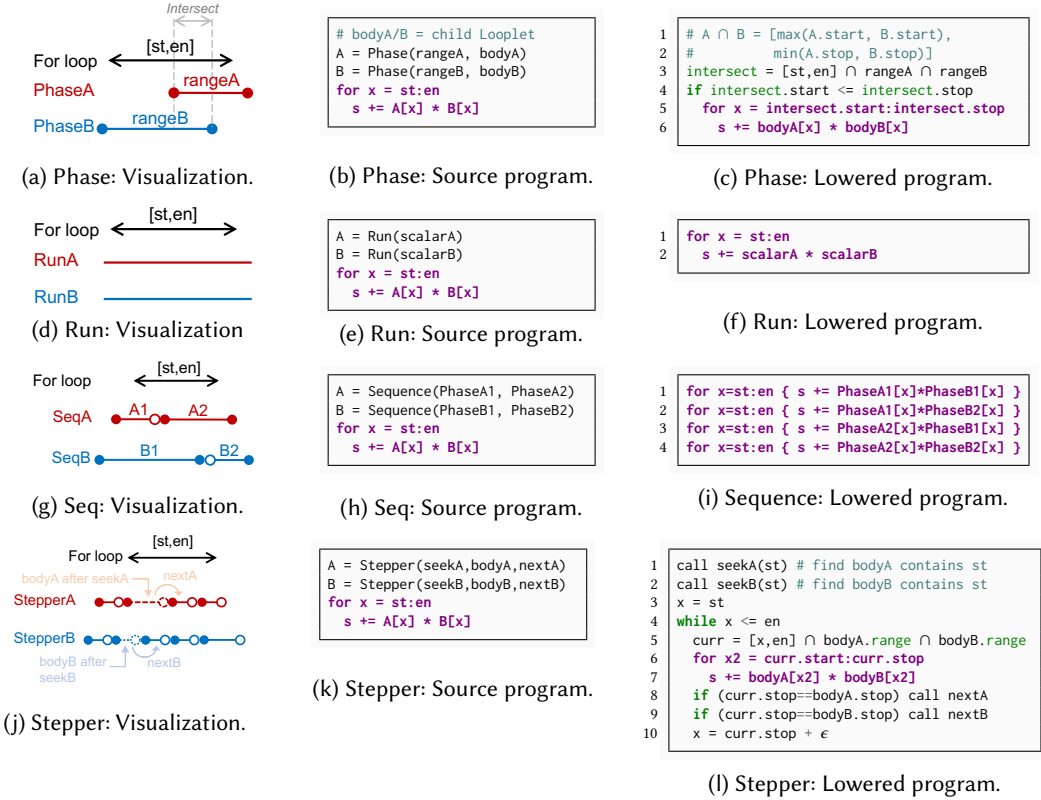 Intersect
[st,en]
For loop
PhaseA
rangeA
PhaseB
rangeB
(a) Phase: Visualization.
# bodyA/B = child Looplet
A = Phase(rangeA, bodyA)
B = Phase(rangeB, bodyB)
for x = st:en
s += A[x] * B[x]
(b) Phase: Source program.
1 # A ∩ B = [max(A.start, B.start),
2 # min(A.stop, B.stop)]
3 intersect = [st,en] ∩ rangeA ∩ rangeB
4 if intersect.start <= intersect.stop
5 for x = intersect.start:intersect.stop
6 s += bodyA[x] * bodyB[x]
(c) Phase: Lowered program.
[st,en]
For loop
RunA
RunB
(d) Run: Visualization
A = Run(scalarA)
B = Run(scalarB)
for x = st:en
s += A[x] * B[x]
(e) Run: Source program.
1 for x = st:en
2 s += scalarA * scalarB
(f) Run: Lowered program.
[st,en]
For loop
SeqA A1 A2
SeqB B1 B2
(g) Seq: Visualization.
A = Sequence(PhaseA1, PhaseA2)
B = Sequence(PhaseB1, PhaseB2)
for x = st:en
s += A[x] * B[x]
(h) Seq: Source program.
1 for x=st:en { s += PhaseA1[x]*PhaseB1[x] }
2 for x=st:en { s += PhaseA1[x]*PhaseB2[x] }
3 for x=st:en { s += PhaseA2[x]*PhaseB1[x] }
4 for x=st:en { s += PhaseA2[x]*PhaseB2[x] }
(i) Sequence: Lowered program.
[st,en]
For loop
bodyA after seekA nextA
StepperA
StepperB
bodyB after
seekB
nextB
(j) Stepper: Visualization.
A = Stepper(seekA,bodyA,nextA)
B = Stepper(seekB,bodyB,nextB)
for x = st:en
s += A[x] * B[x]
(k) Stepper: Source program.
1 call seekA(st) # find bodyA contains st
2 call seekB(st) # find bodyB contains st
3 x = st
4 while x <= en
5 curr = [x,en] ∩ bodyA.range ∩ bodyB.range
6 for x2 = curr.start:curr.stop
7 s += bodyA[x2] * bodyB[x2]
8 if (curr.stop==bodyA.stop) call nextA
9 if (curr.stop==bodyB.stop) call nextB
10 x = curr.stop + ϵ
(l) Stepper: Lowered program.